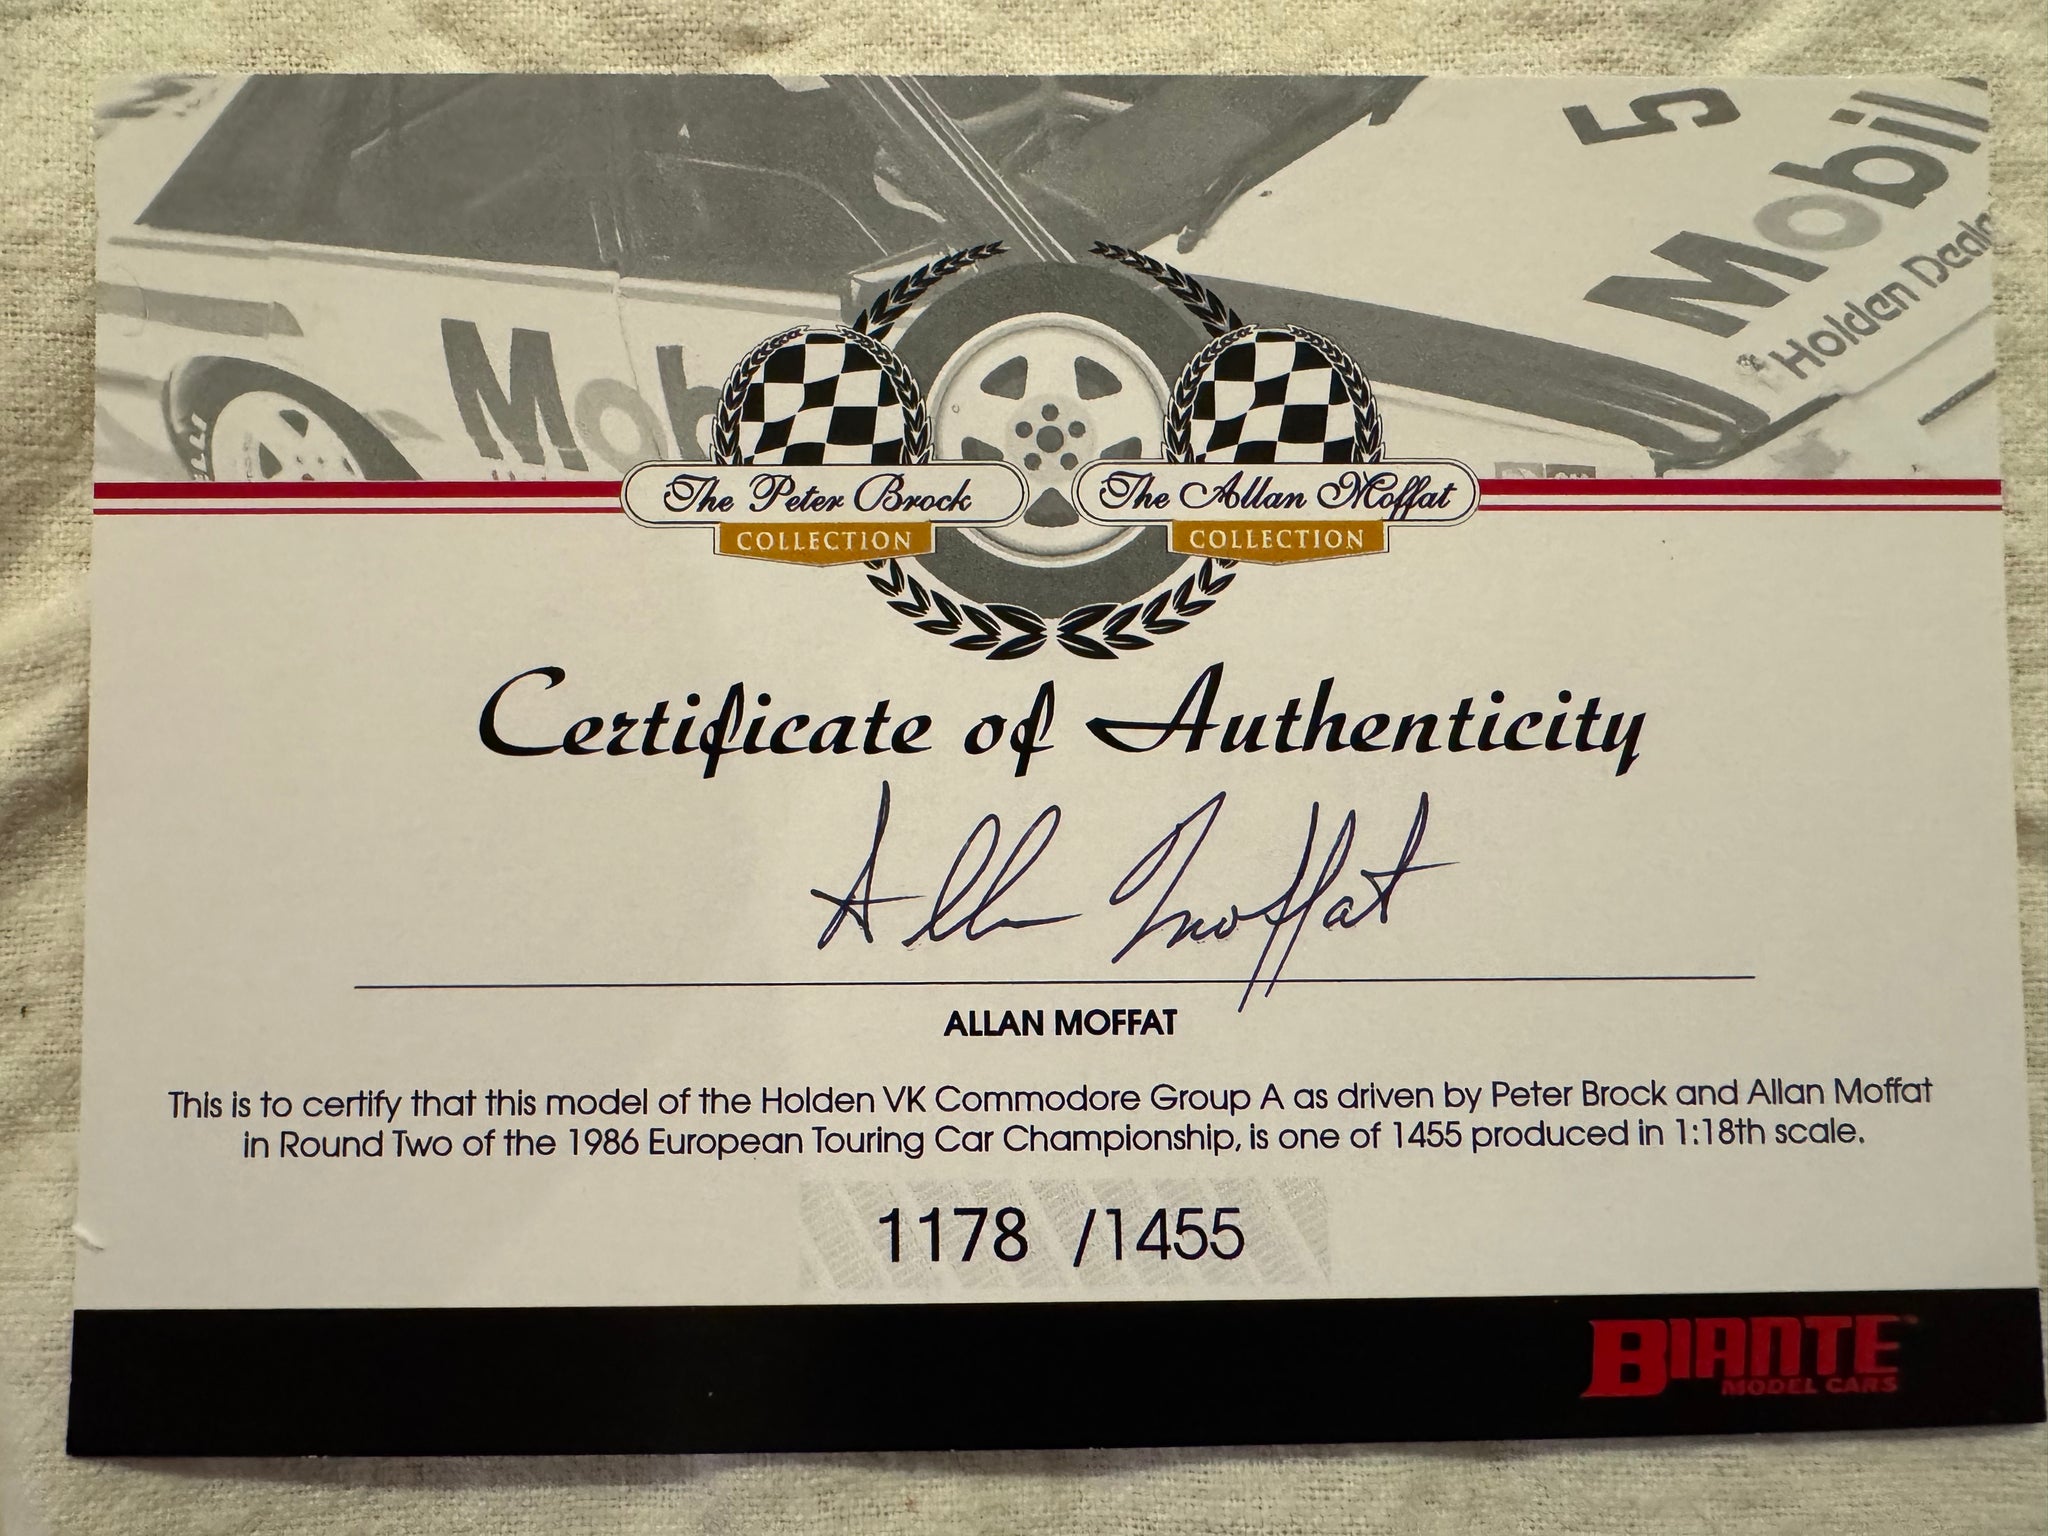 5
Mobil
Holden Deale
Mob
The Peter Brock
COLLECTION
The Allan Moffat
COLLECTION
Certificate of Authenticity
Allan Moffat
ALLAN MOFFAT
This is to certify that this model of the Holden VK Commodore Group A as driven by Peter Brock and Allan Moffat
in Round Two of the 1986 European Touring Car Championship, is one of 1455 produced in 1:18th scale.
1178 /1455
BIANTE
MODEL CARS